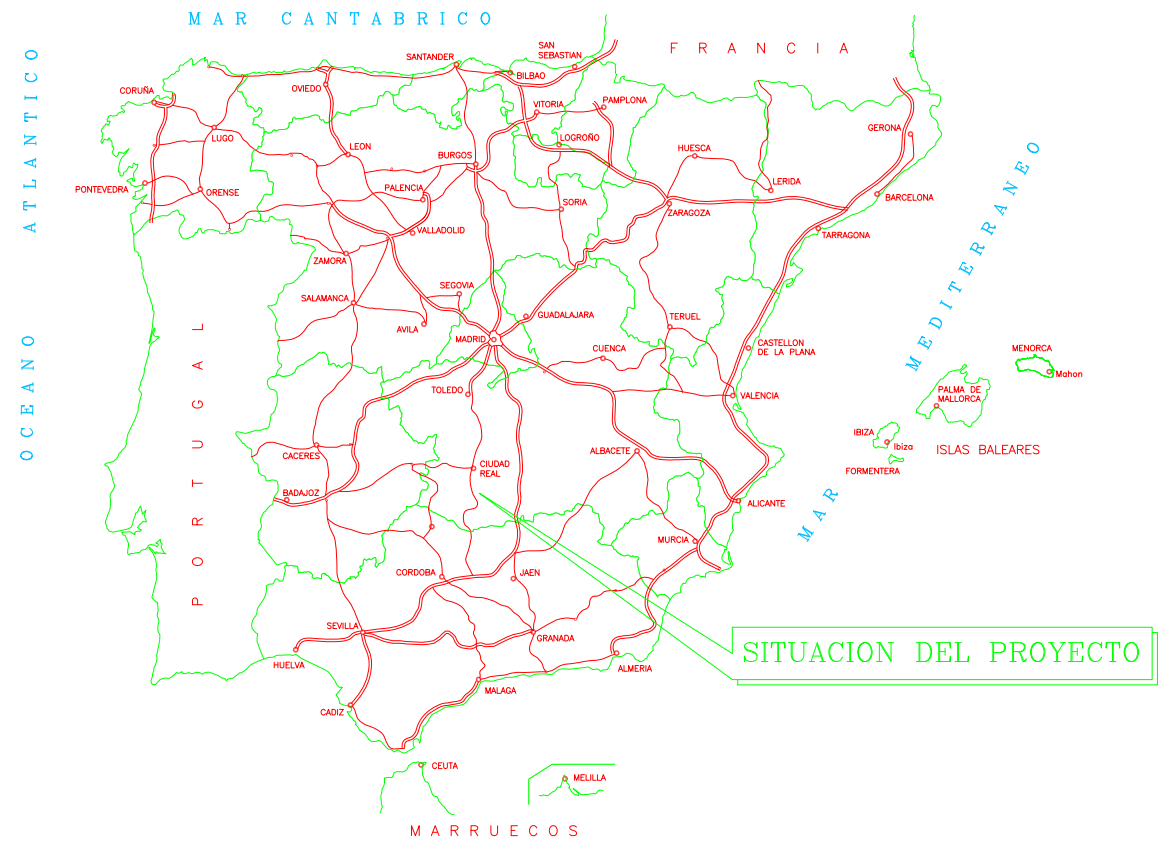 MAR CANTABRICO
OCEANO ATLANTICO
FRANCIA
SAN
SEBASTIAN
SANTANDER
BILBAO
OVIEDO
CORUÑA
VITORIA
PAMPLONA
LUGO
LEON
BURGOS
LOGROÑO
HUESCA
GERONA
PONTEVEDRA
ORENSE
PALENCIA
SORIA
LERIDA
BARCELONA
ZARAGOZA
VALLADOLID
TARRAGONA
ZAMORA
SEGOVIA
SALAMANCA
AVILA
GUADALAJARA
TERUEL
MADRID
CUENCA
CASTELLON
DE LA PLANA
MENORCA
Mahon
TOLEDO
VALENCIA
PALMA DE
MALLORCA
IBIZA
Ibiza
ISLAS BALEARES
FORMENTERA
MAR MEDITERRANEO
PORTUGAL
CACERES
ALBACETE
CIUDAD
REAL
BADAJOZ
ALICANTE
MURCIA
CORDOBA
JAEN
SEVILLA
GRANADA
HUELVA
ALMERIA
MALAGA
CADIZ
SITUACION DEL PROYECTO
CEUTA
MELILLA
MARRUECOS